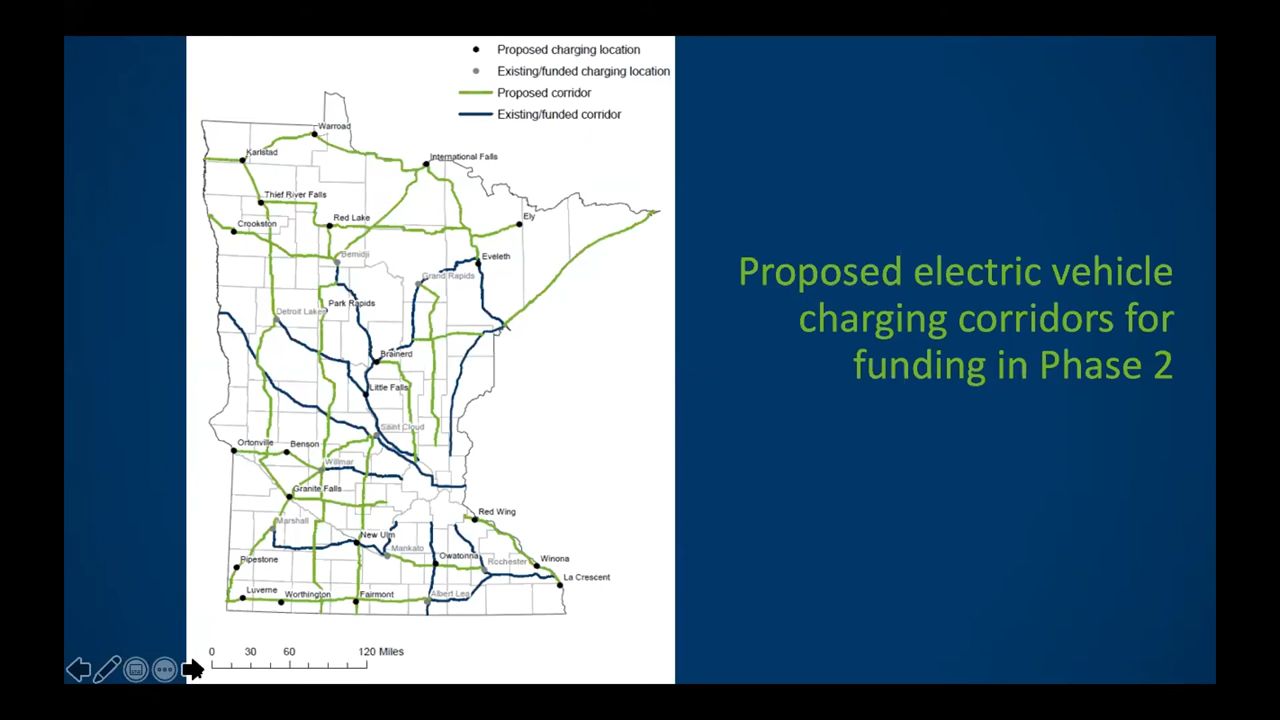 Proposed charging location
Existing/funded charging location
Proposed corridor
Existing/funded corridor
Warroad
Karlstad
International Falls
Thief River Falls
Red Lake
Ely
Crookston
Bemidji
Eveleth
Grand Rapids
Park Rapids
Detroit Lakes
Brainerd
Little Falls
Saint Cloud
Ortonville
Benson
Willmar
Granite Falls
Marshall
Red Wing
New Ulm
Mankato
Owatonna
Rochester
Winona
Pipestone
La Crescent
Luverne
Worthington
Fairmont
Albert Lea
0 30 60 120 Miles
Proposed electric vehicle
charging corridors for
funding in Phase 2